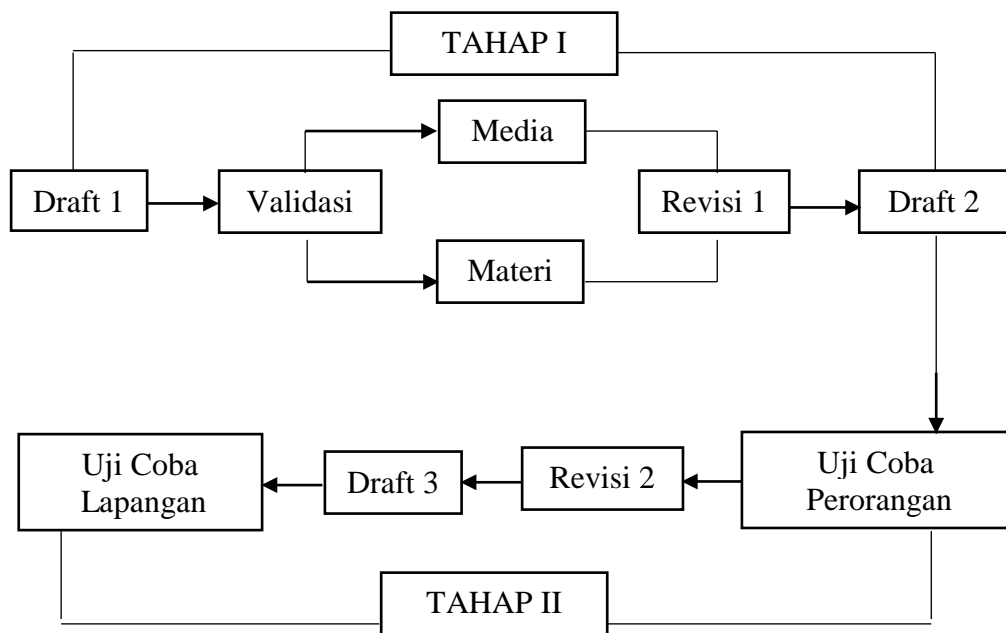 TAHAP I
Media
Draft 1
Validasi
Revisi 1
Draft 2
Materi
Uji Coba
Lapangan
Draft 3
Revisi 2
Uji Coba
Perorangan
TAHAP II